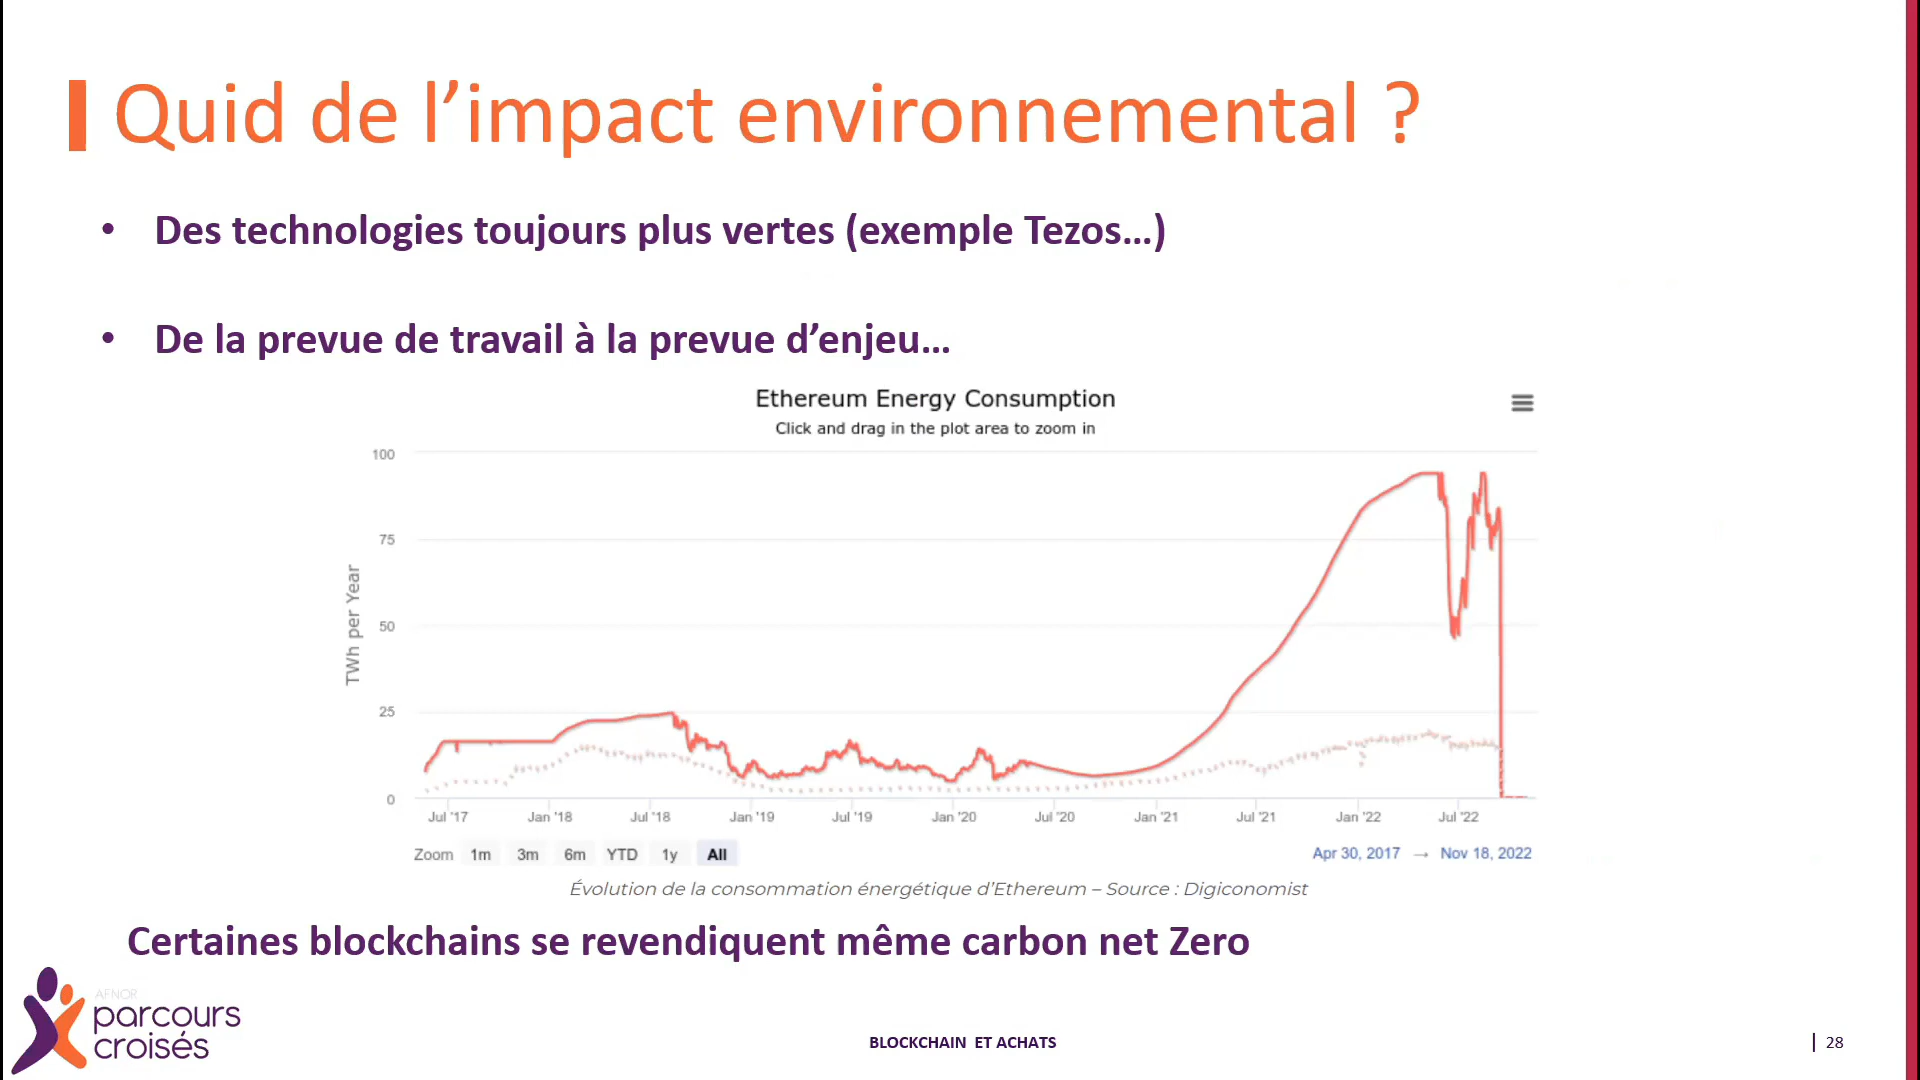 Quid de l’impact environnemental ?
• Des technologies toujours plus vertes (exemple Tezos…)
• De la prevue de travail à la prevue d’enjeu…
Ethereum Energy Consumption
Click and drag in the plot area to zoom in
100
75
50
25
0
TWh per Year
Jul '17 Jan '18 Jul '18 Jan '19 Jul '19 Jan '20 Jul '20 Jan '21 Jul '21 Jan '22 Jul '22
Zoom 1m 3m 6m YTD 1y All Apr 30, 2017 → Nov 18, 2022
Évolution de la consommation énergétique d’Ethereum – Source : Digiconomist
Certaines blockchains se revendiquent même carbon net Zero
AFNOR
parcours
croisés
BLOCKCHAIN ET ACHATS
| 28